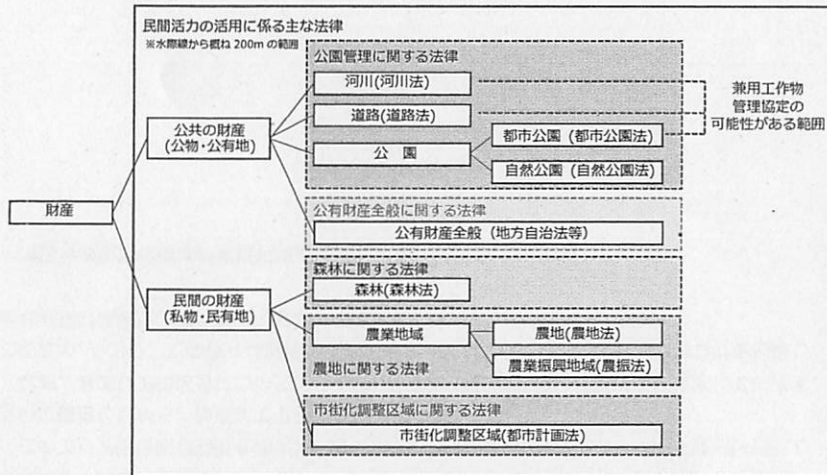 民間活力の活用に係る主な法律
※水際線から概ね 200m の範囲
公園管理に関する法律
河川(河川法)
道路(道路法)
公　園
都市公園（都市公園法）
自然公園（自然公園法）
兼用工作物
管理協定の
可能性がある範囲
公共の財産
(公物・公有地)
公有財産全般に関する法律
公有財産全般（地方自治法等）
財産
森林に関する法律
森林(森林法)
民間の財産
(私物・民有地)
農業地域
農地(農地法)
農業振興地域(農振法)
農地に関する法律
市街化調整区域に関する法律
市街化調整区域(都市計画法)